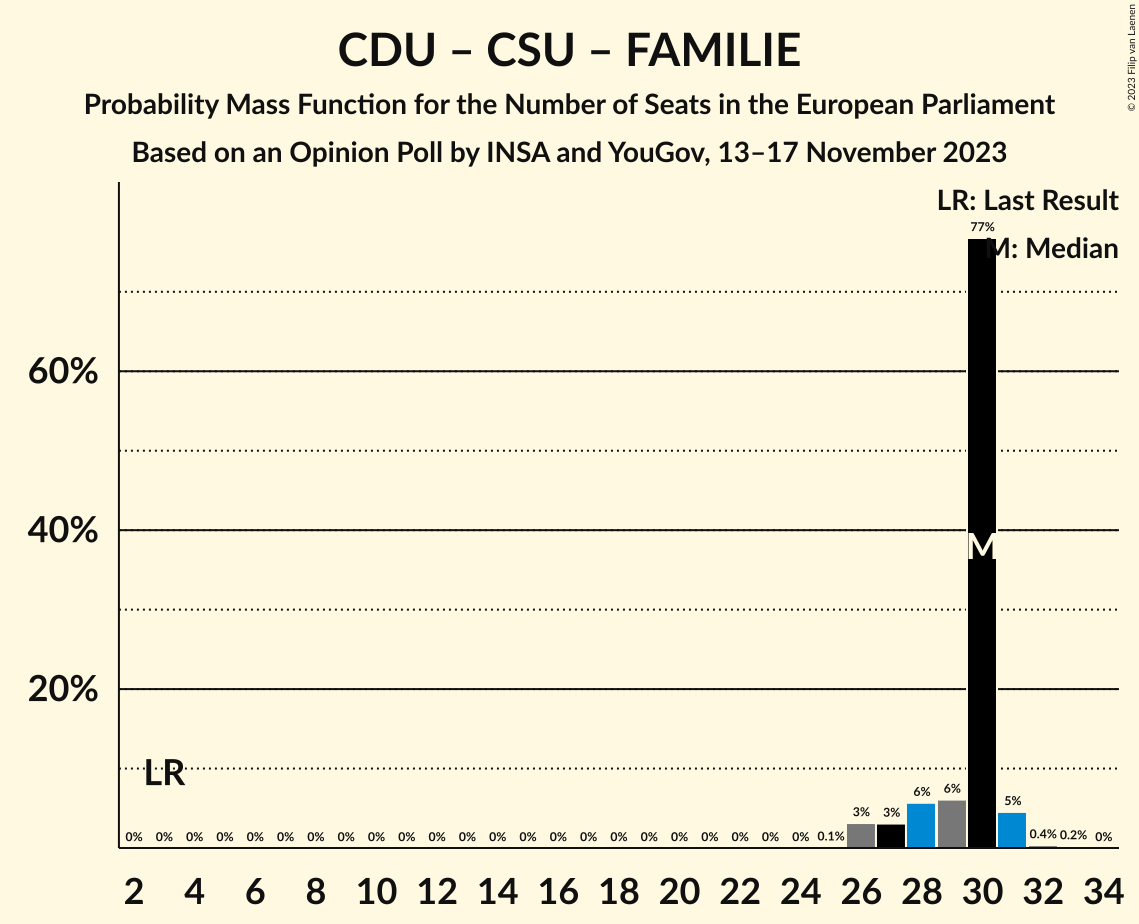 CDU – CSU – FAMILIE
Probability Mass Function for the Number of Seats in the European Parliament
Based on an Opinion Poll by INSA and YouGov, 13–17 November 2023
© 2023 Filip van Laenen
LR: Last Result
77%
M: Median
60%
40%
M
20%
LR
0% 0% 0% 0% 0% 0% 0% 0% 0% 0% 0% 0% 0% 0% 0% 0% 0% 0% 0% 0% 0% 0% 0% 0.1% 3% 3% 6% 6% 5% 0.4% 0.2% 0%
2 4 6 8 10 12 14 16 18 20 22 24 26 28 30 32 34